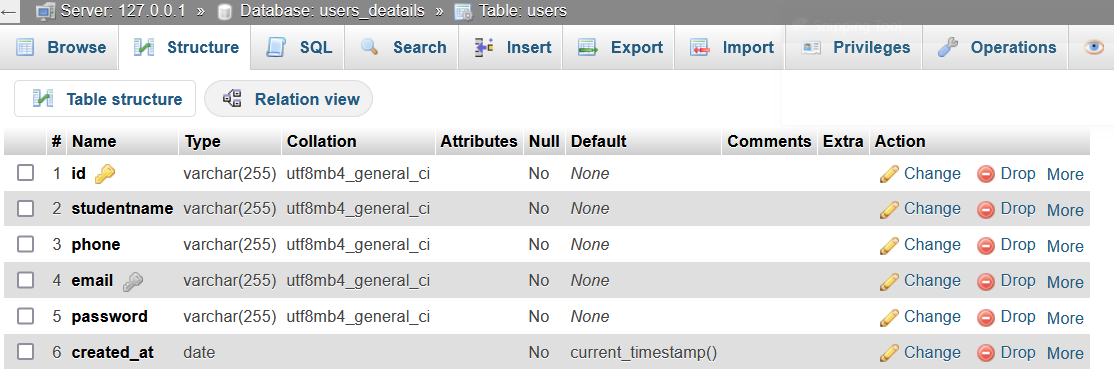 ← Server: 127.0.0.1 » Database: users_deatails » Table: users
Browse Structure SQL Search Insert Export Import Privileges Operations
Table structure Relation view
# Name Type Collation Attributes Null Default Comments Extra Action
1 id varchar(255) utf8mb4_general_ci No None Change Drop More
2 studentname varchar(255) utf8mb4_general_ci No None Change Drop More
3 phone varchar(255) utf8mb4_general_ci No None Change Drop More
4 email varchar(255) utf8mb4_general_ci No None Change Drop More
5 password varchar(255) utf8mb4_general_ci No None Change Drop More
6 created_at date No current_timestamp() Change Drop More